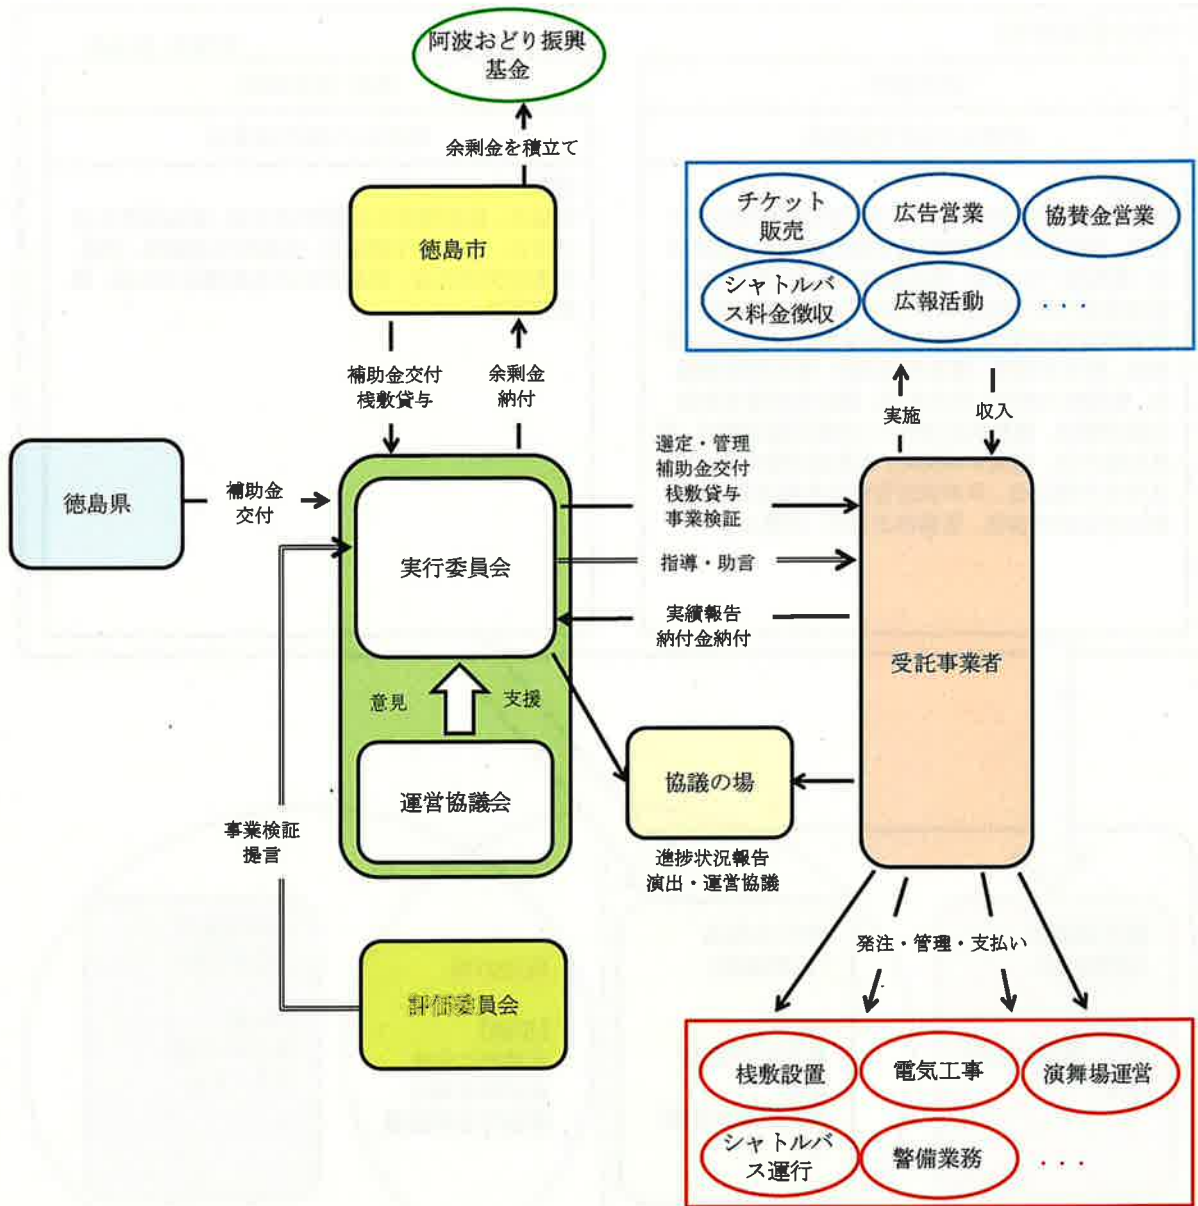 阿波おどり振興
基金
余剰金を積立て
徳島市
補助金交付
桟敷貸与
余剰金
納付
チケット
販売
広告営業
協賛金営業
シャトルバ
ス料金徴収
広報活動
・・・
実施
収入
徳島県
補助金
交付
実行委員会
選定・管理
補助金交付
桟敷貸与
事業検証
指導・助言
実績報告
納付金納付
受託事業者
意見
支援
運営協議会
協議の場
進捗状況報告
演出・運営協議
事業検証
提言
評価委員会
発注・管理・支払い
桟敷設置
電気工事
演舞場運営
シャトルバ
ス運行
警備業務
・・・